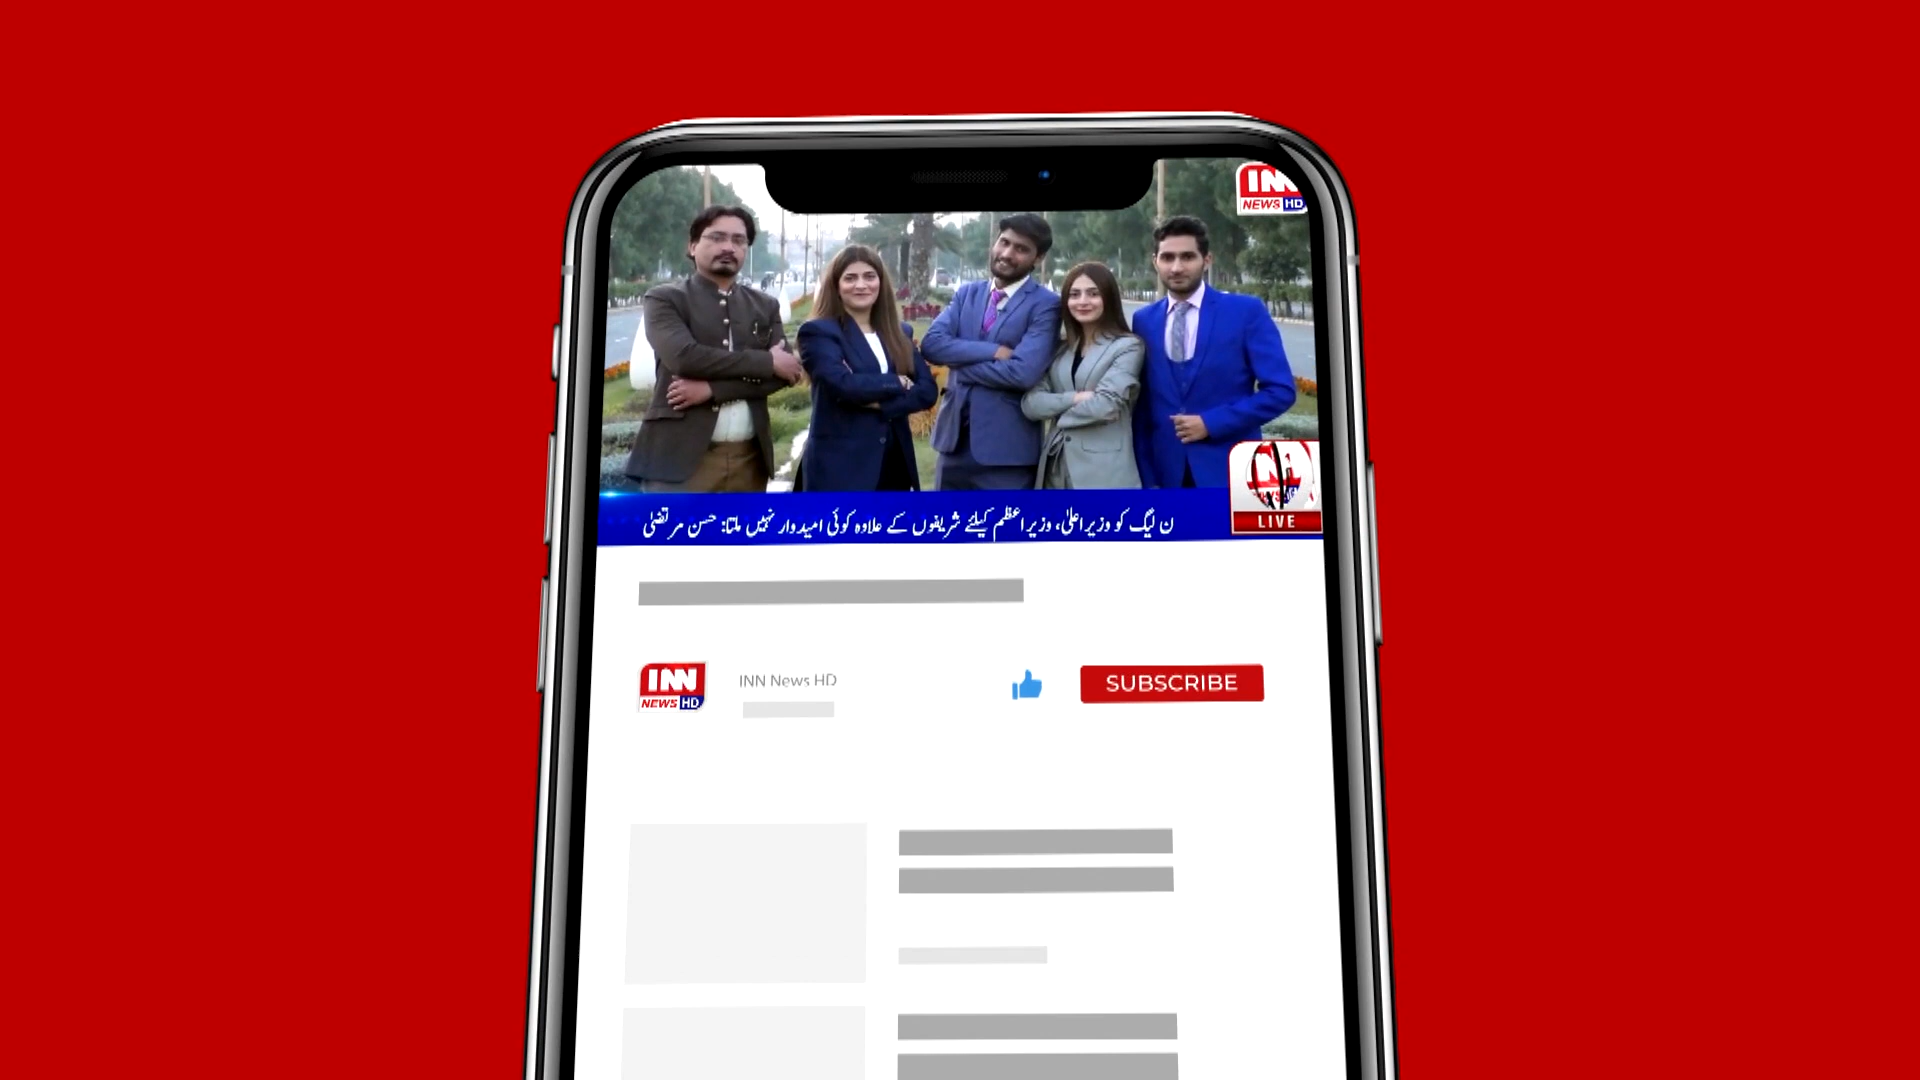 INN
NEWS HD
LIVE
ن لیگ کو وزیراعلیٰ، وزیراعظم کیلئے شریفوں کے علاوہ کوئی امیدوار نہیں ملتا: حسن مرتضیٰ
INN
NEWS HD
INN News HD
SUBSCRIBE